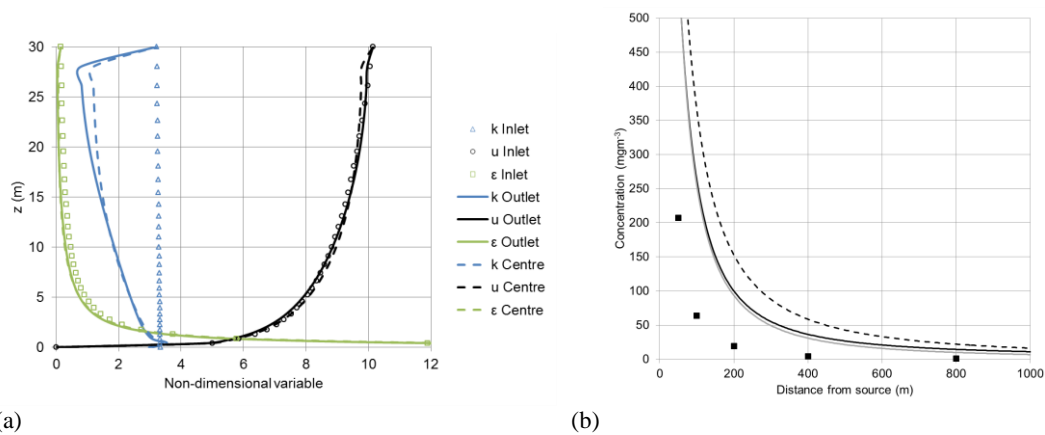 30
25
20
15
10
5
0
z (m)
0 2 4 6 8 10 12
Non-dimensional variable
k Inlet
u Inlet
ε Inlet
k Outlet
u Outlet
ε Outlet
k Centre
u Centre
ε Centre
(a)
500
450
400
350
300
250
200
150
100
50
0
Concentration (mgm-3)
0 200 400 600 800 1000
Distance from source (m)
(b)